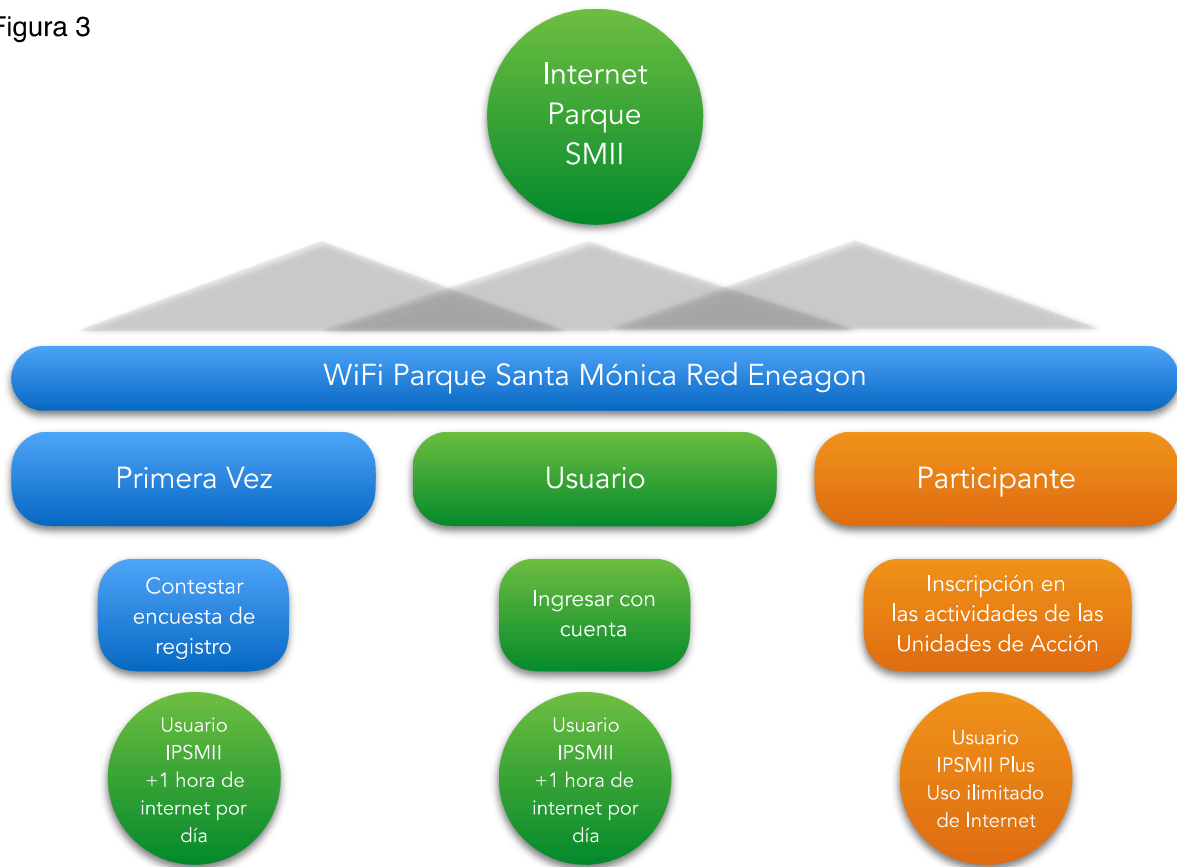 Figura 3
Internet
Parque
SMII
WiFi Parque Santa Mónica Red Eneagon
Primera Vez
Usuario
Participante
Contestar
encuesta de
registro
Ingresar con
cuenta
Inscripción en
las actividades de las
Unidades de Acción
Usuario
IPSMII
+1 hora de
internet por
día
Usuario
IPSMII
+1 hora de
internet por
día
Usuario
IPSMII Plus
Uso ilimitado
de Internet